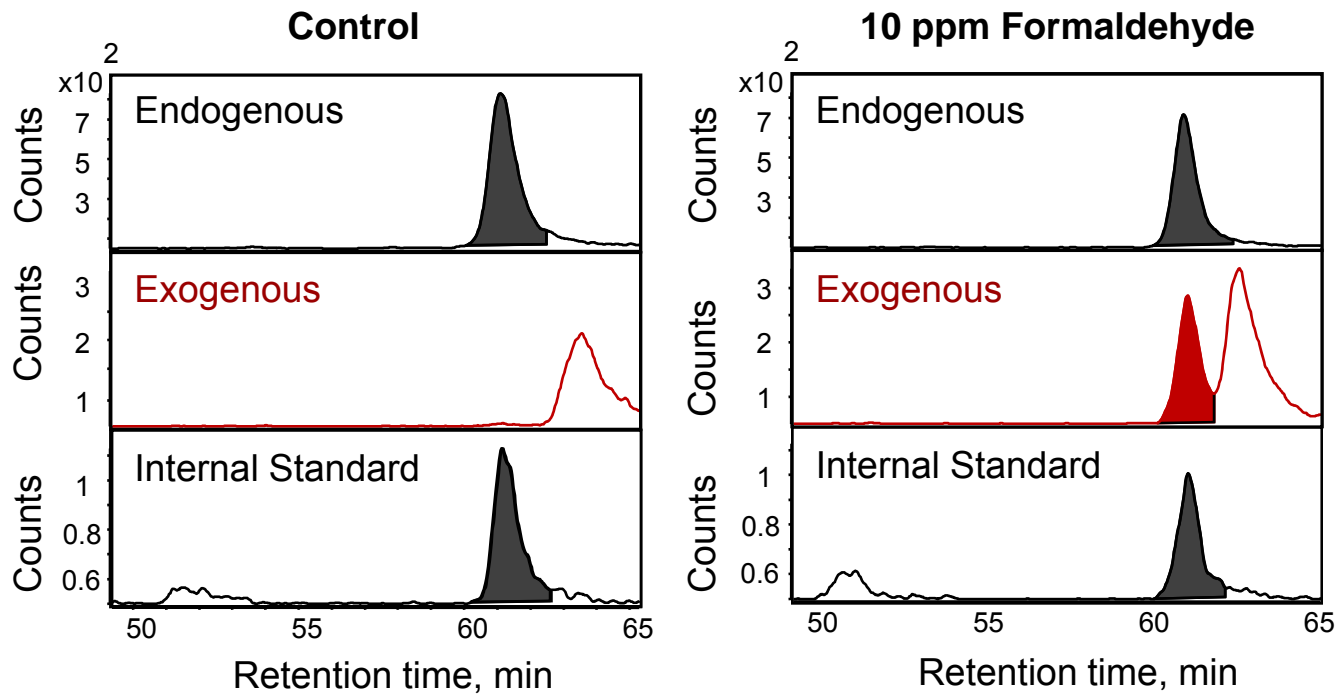 Control
2
x10
Counts
7
5
3
Endogenous
Counts
3
2
1
Exogenous
Counts
1
0.8
0.6
Internal Standard
50 55 60 65
Retention time, min
10 ppm Formaldehyde
2
x10
Counts
7
5
3
Endogenous
Counts
3
2
1
Exogenous
Counts
1
0.8
0.6
Internal Standard
50 55 60 65
Retention time, min